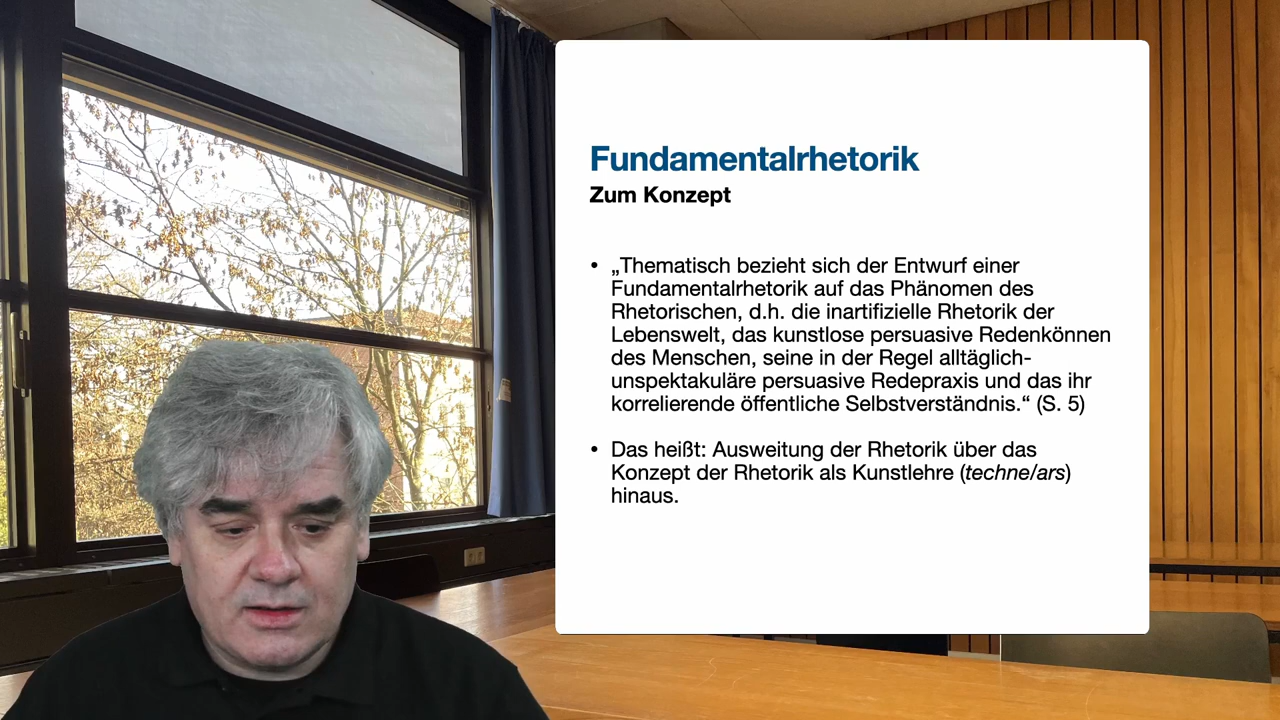 Fundamentalrhetorik
Zum Konzept
• „Thematisch bezieht sich der Entwurf einer
Fundamentalrhetorik auf das Phänomen des
Rhetorischen, d.h. die inartifizielle Rhetorik der
Lebenswelt, das kunstlose persuasive Redenkönnen
des Menschen, seine in der Regel alltäglich-
unspektakuläre persuasive Redepraxis und das ihr
korrelierende öffentliche Selbstverständnis.“ (S. 5)
• Das heißt: Ausweitung der Rhetorik über das
Konzept der Rhetorik als Kunstlehre (techne/ars)
hinaus.